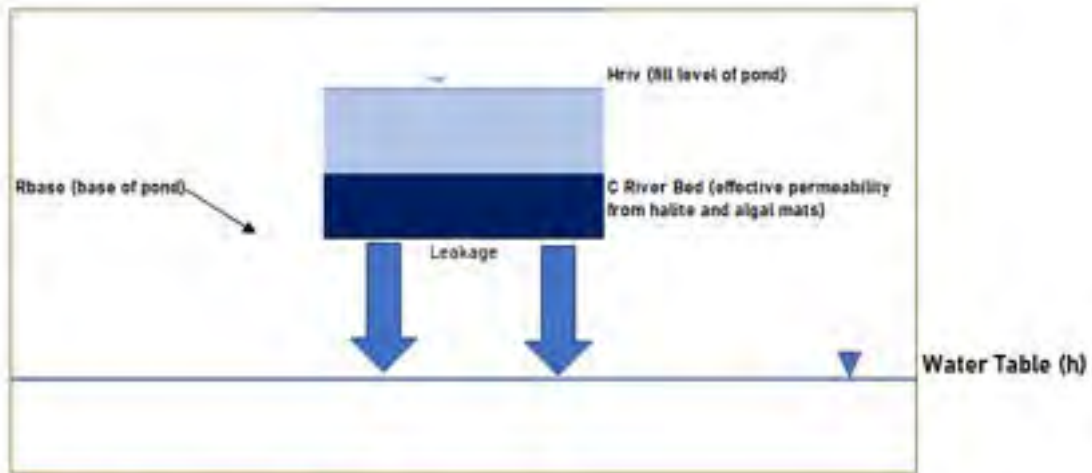 Hriv (fill level of pond)
Rbase (base of pond)
C River Bed (effective permeability
from halite and algal mats)
Leakage
Water Table (h)